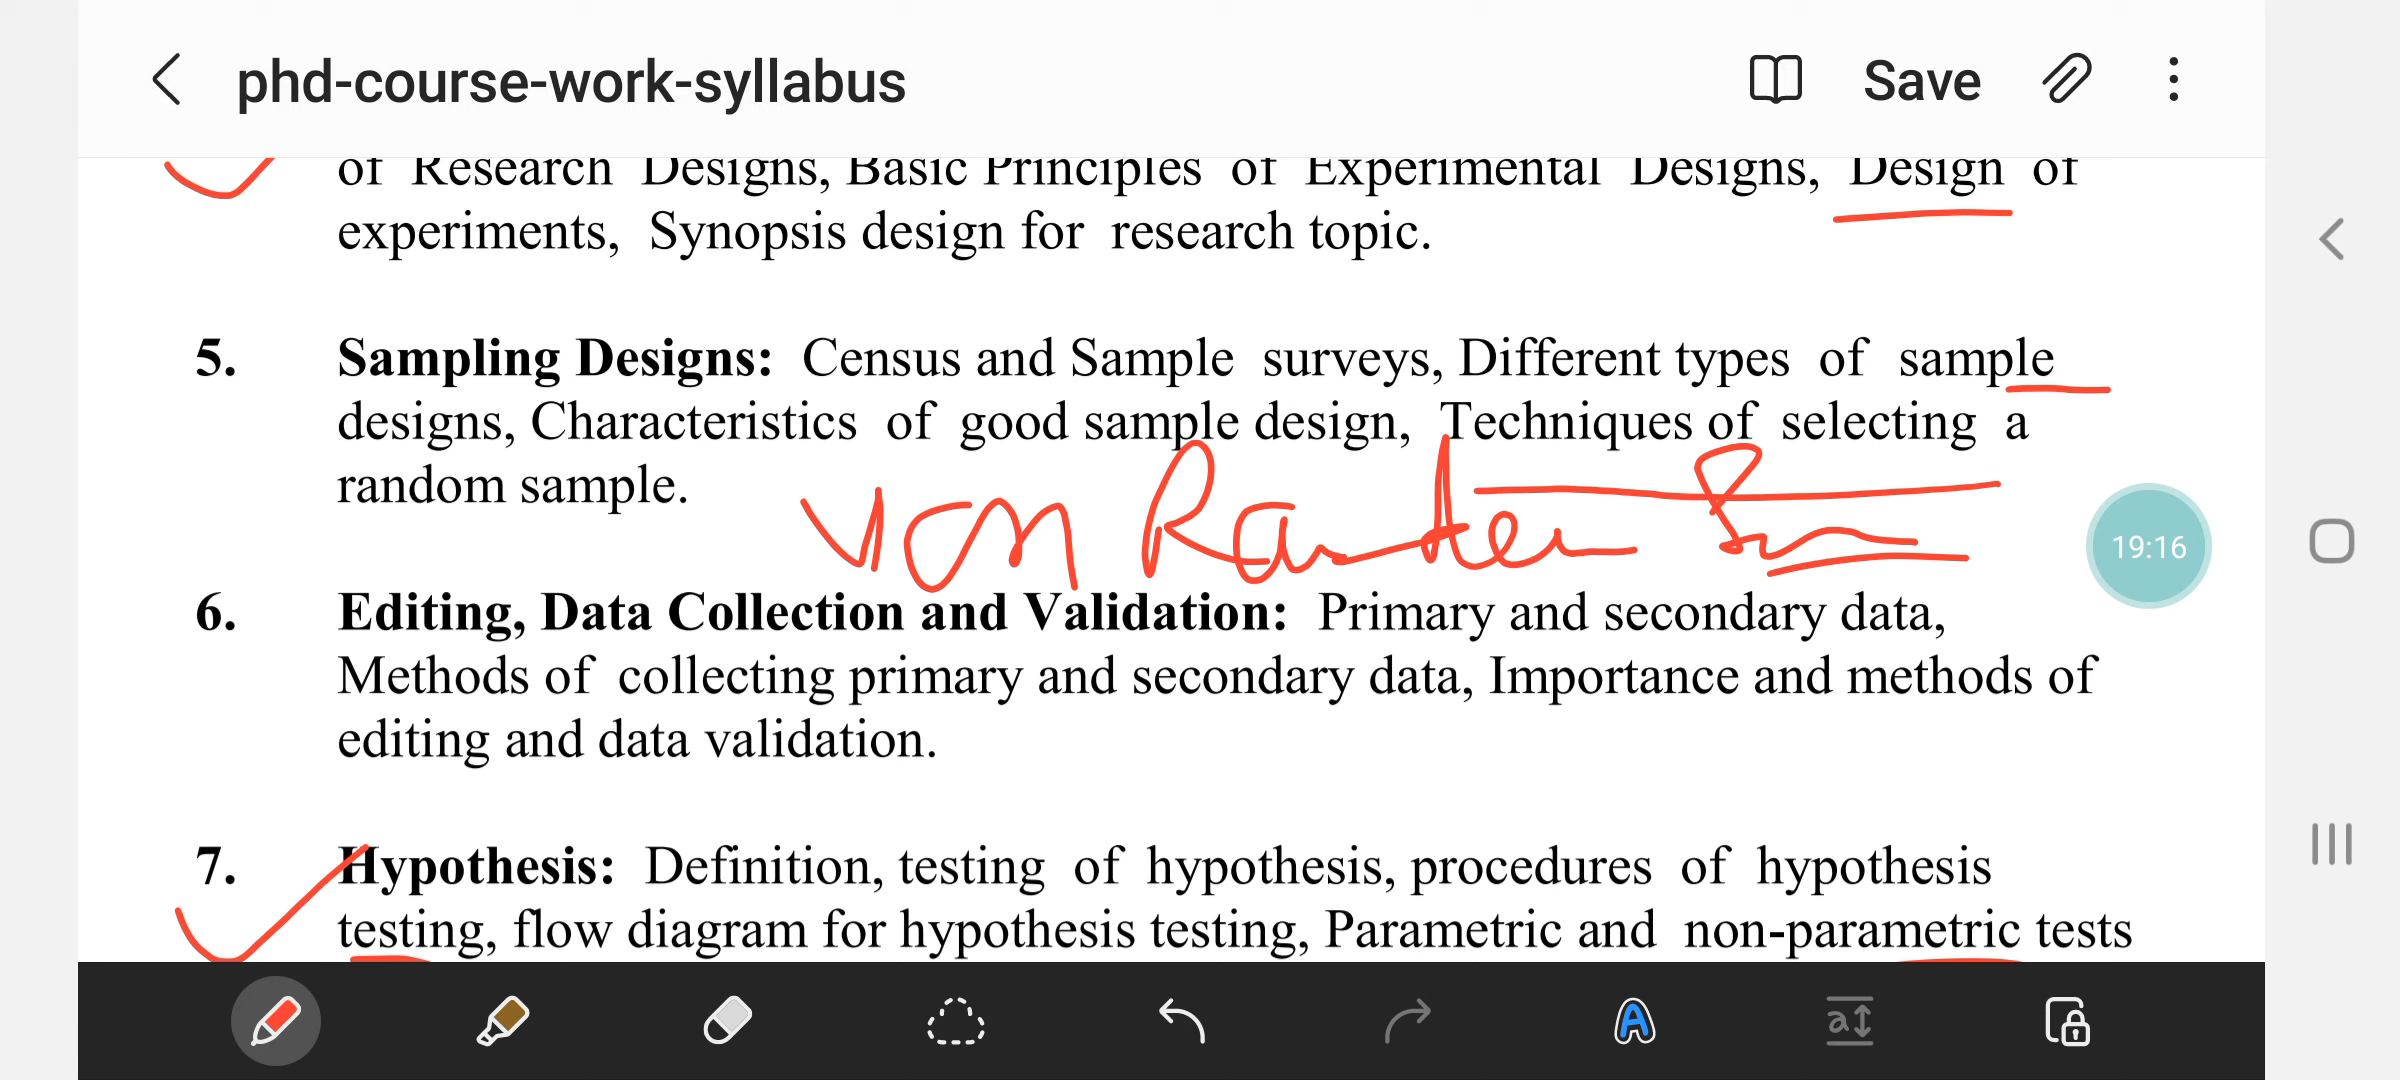 phd-course-work-syllabus
Save
of Research Designs, Basic Principles of Experimental Designs, Design of
experiments, Synopsis design for research topic.
5. Sampling Designs: Census and Sample surveys, Different types of sample
designs, Characteristics of good sample design, Techniques of selecting a
random sample.
19:16
6. Editing, Data Collection and Validation: Primary and secondary data,
Methods of collecting primary and secondary data, Importance and methods of
editing and data validation.
7. Hypothesis: Definition, testing of hypothesis, procedures of hypothesis
testing, flow diagram for hypothesis testing, Parametric and non-parametric tests